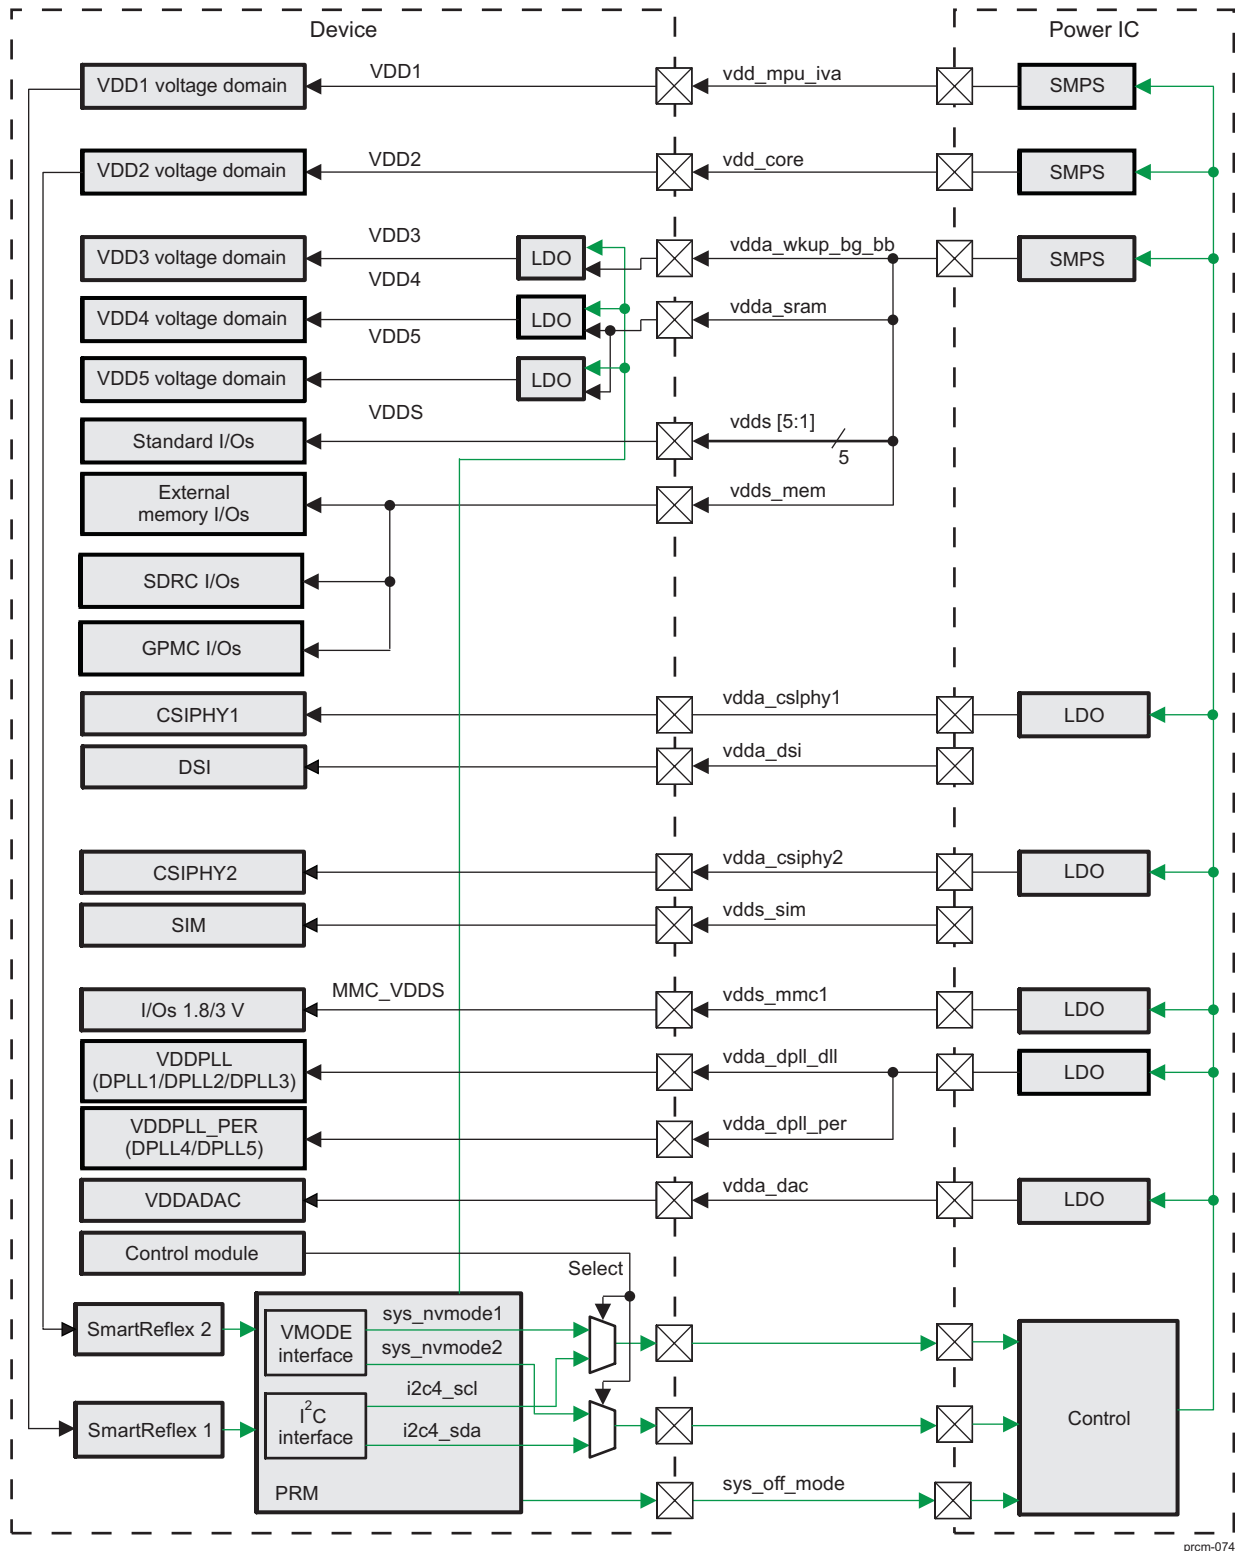 Device
Power IC
VDD1 voltage domain
VDD1
vdd_mpu_iva
SMPS
VDD2 voltage domain
VDD2
vdd_core
SMPS
VDD3 voltage domain
VDD3
LDO
vdda_wkup_bg_bb
SMPS
VDD4
VDD4 voltage domain
LDO
vdda_sram
VDD5
VDD5 voltage domain
LDO
VDDS
Standard I/Os
vdds [5:1]
5
External
memory I/Os
vdds_mem
SDRC I/Os
GPMC I/Os
CSIPHY1
vdda_cslphy1
LDO
DSI
vdda_dsi
CSIPHY2
vdda_csiphy2
LDO
SIM
vdds_sim
I/Os 1.8/3 V
MMC_VDDS
vdds_mmc1
LDO
VDDPLL
(DPLL1/DPLL2/DPLL3)
vdda_dpll_dll
LDO
VDDPLL_PER
(DPLL4/DPLL5)
vdda_dpll_per
VDDADAC
vdda_dac
LDO
Control module
Select
SmartReflex 2
VMODE
interface
sys_nvmode1
sys_nvmode2
SmartReflex 1
I2C
interface
i2c4_scl
i2c4_sda
Control
PRM
sys_off_mode
prcm-074